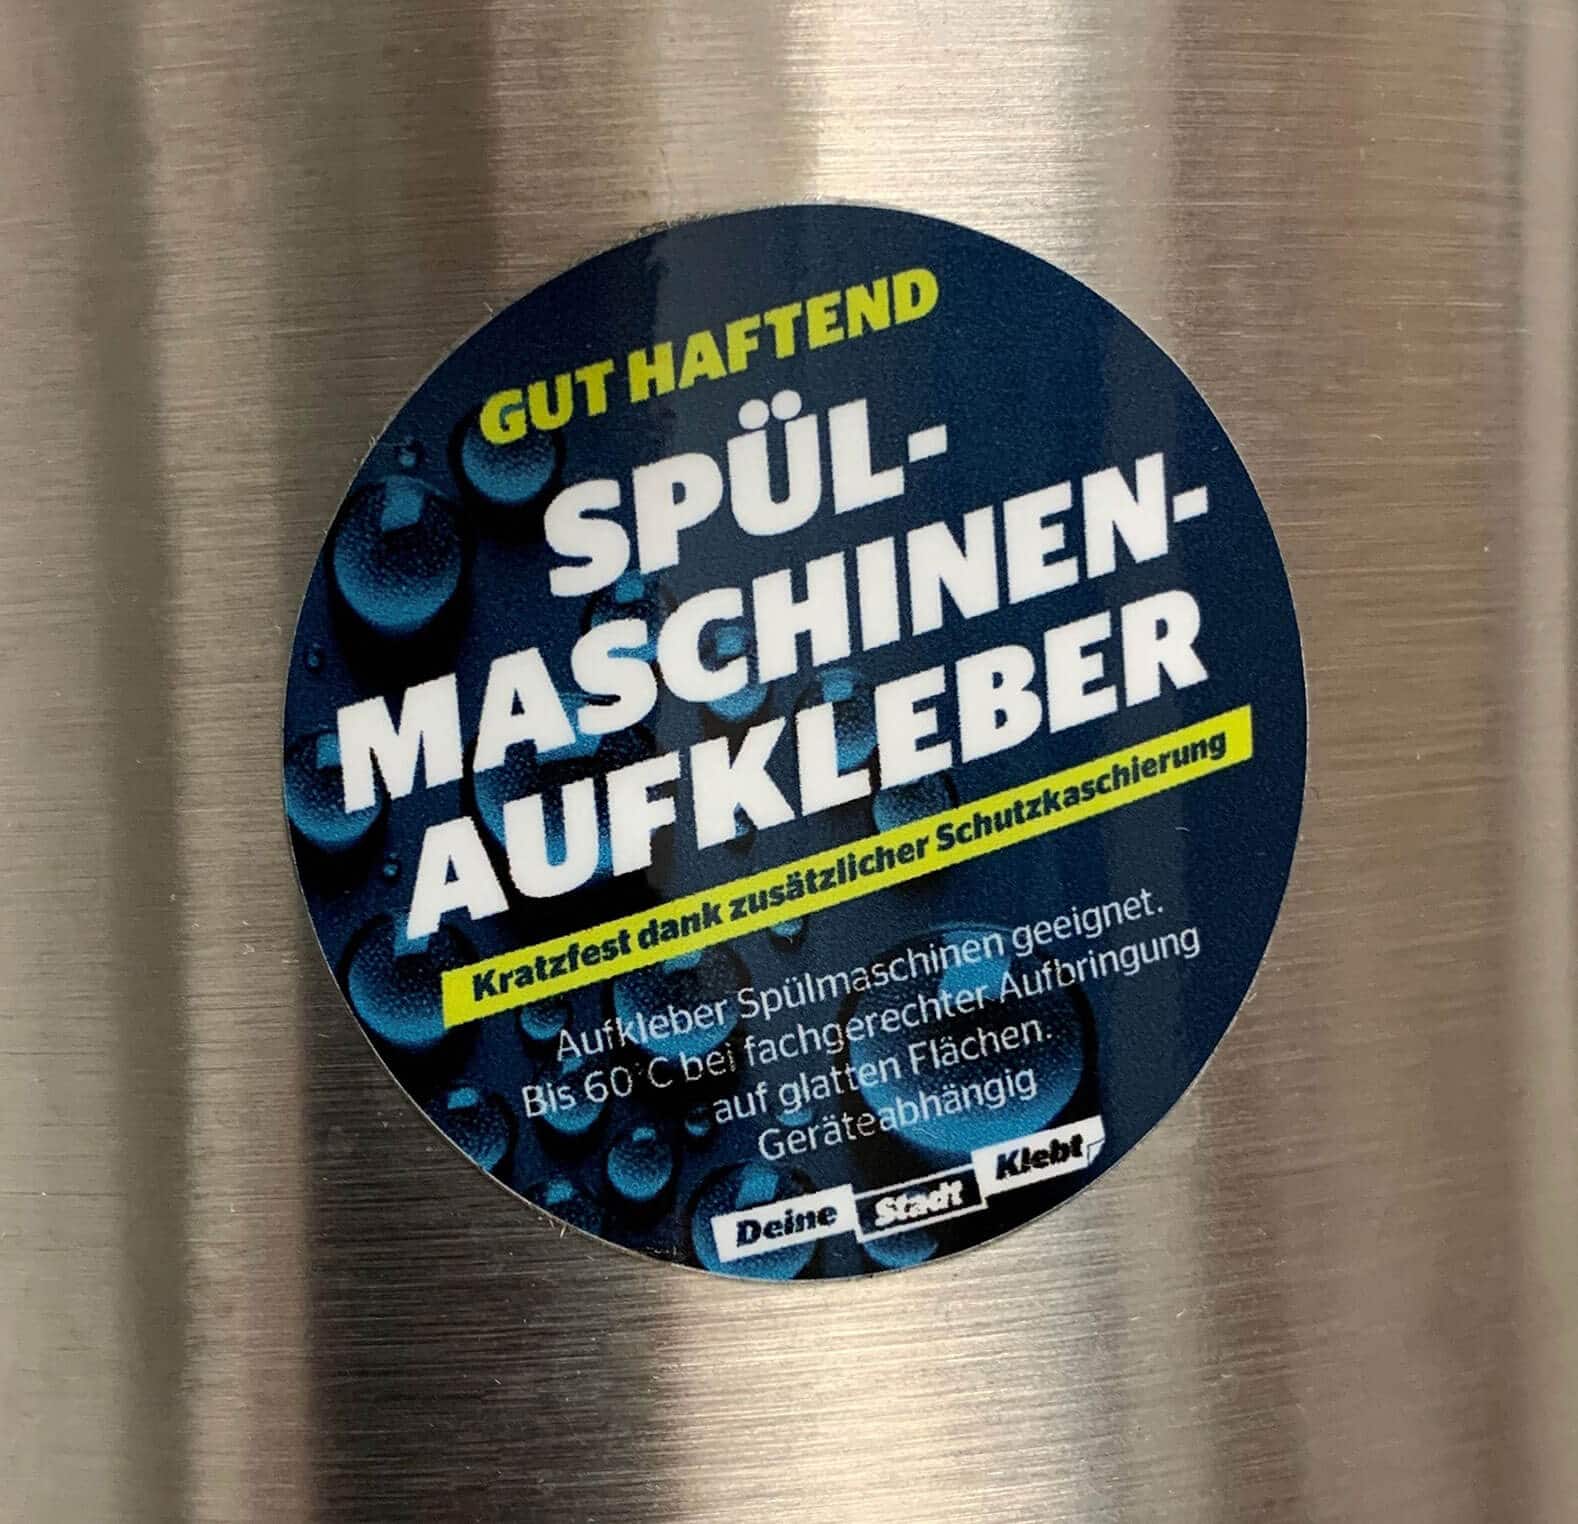 GUT HAFTEND
SPÜL-
MASCHINEN-
AUFKLEBER
Kratzfest dank zusätzlicher Schutzkaschierung
Aufkleber Spülmaschinen geeignet.
Bis 60°C bei fachgerechter Aufbringung
auf glatten Flächen.
Geräteabhängig
Deine Stadt Klebt